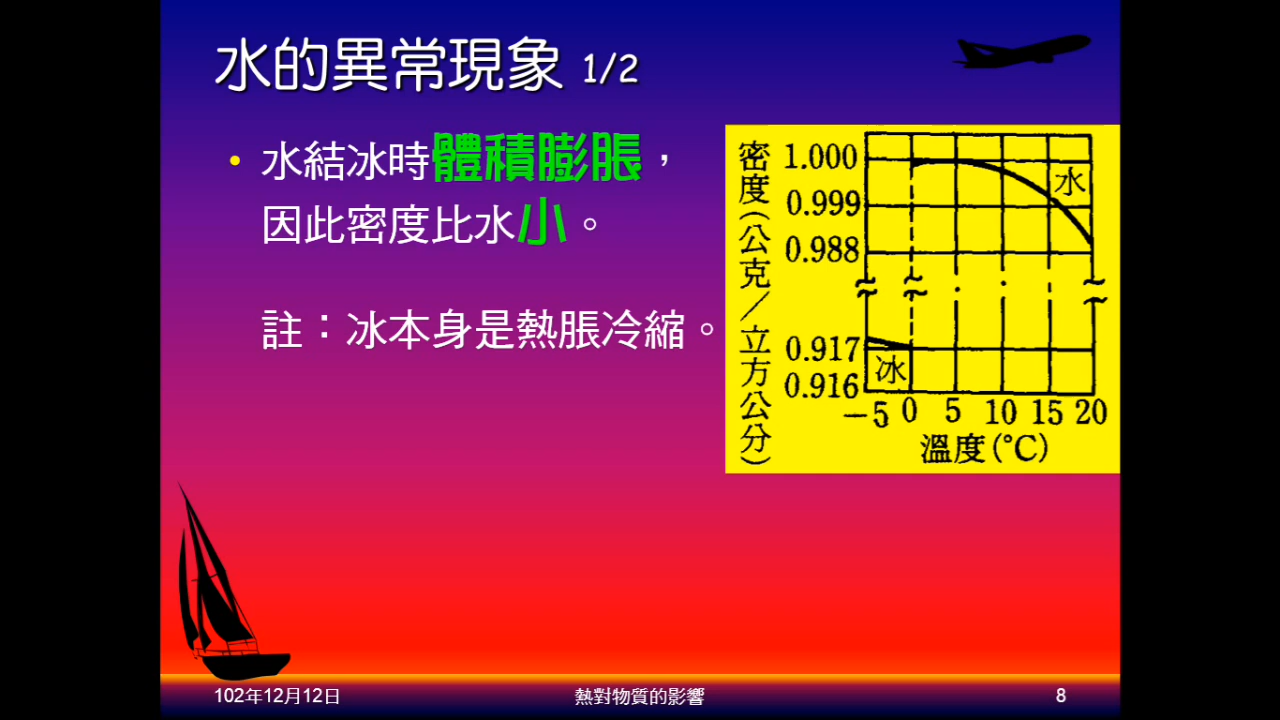 水的異常現象 1/2
• 水結冰時體積膨脹，
因此密度比水小。
註：冰本身是熱脹冷縮。
密度(公克/立方公分)
1.000
0.999
0.988
0.917
0.916
水
冰
-5 0 5 10 15 20
溫度(°C)
102年12月12日
熱對物質的影響
8